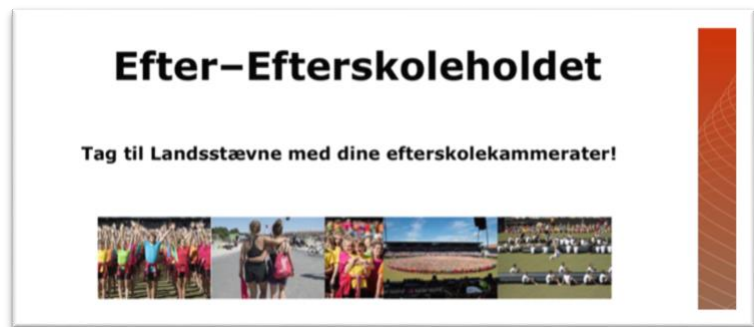 Efter–Efterskoleholdet
Tag til Landsstævne med dine efterskolekammerater!